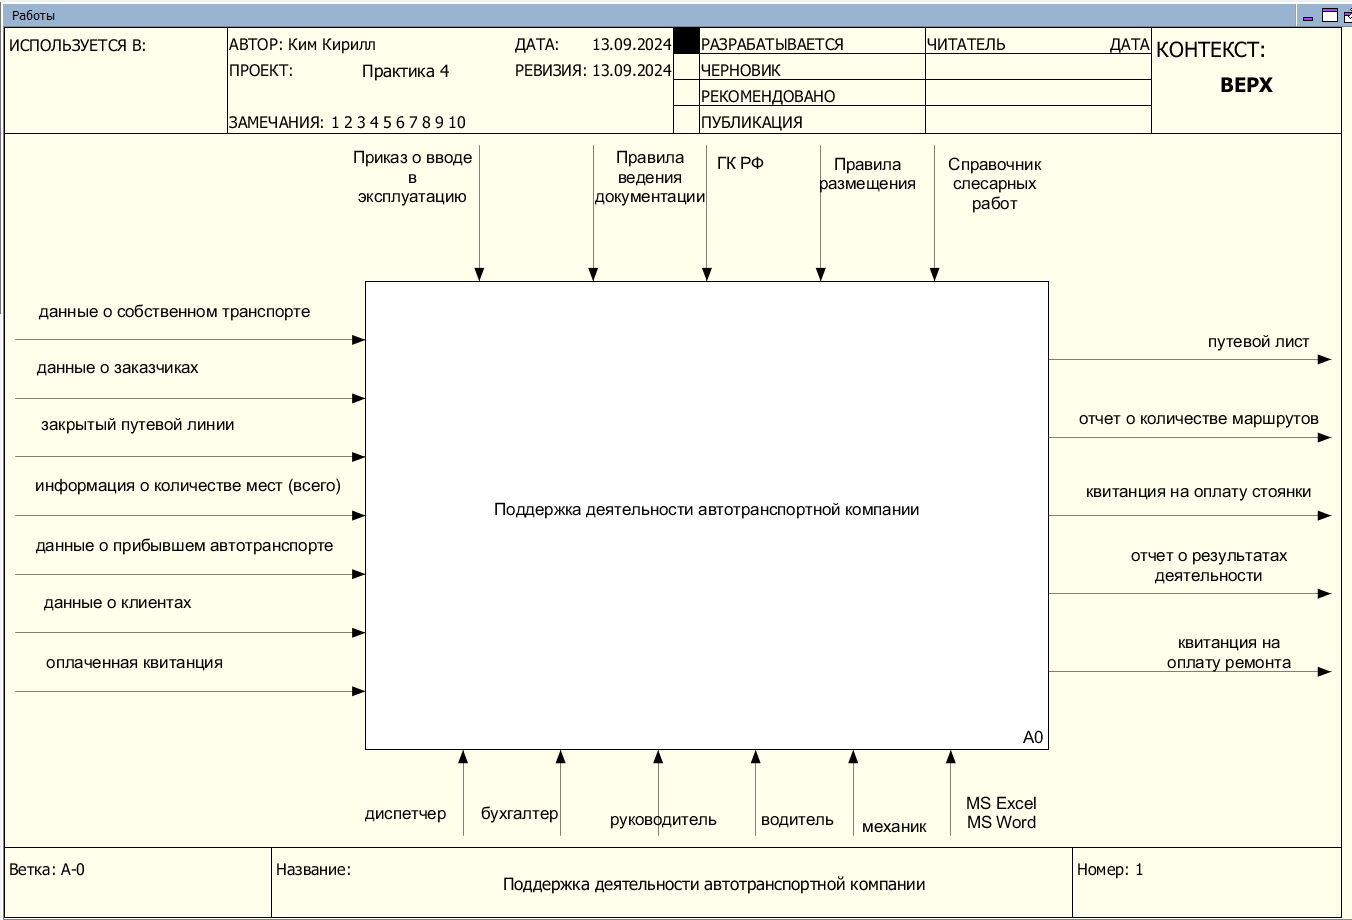 Работы
ИСПОЛЬЗУЕТСЯ В:
АВТОР: Ким Кирилл
ДАТА: 13.09.2024
ПРОЕКТ: Практика 4
РЕВИЗИЯ: 13.09.2024
ЗАМЕЧАНИЯ: 1 2 3 4 5 6 7 8 9 10
РАЗРАБАТЫВАЕТСЯ
ЧЕРНОВИК
РЕКОМЕНДОВАНО
ПУБЛИКАЦИЯ
ЧИТАТЕЛЬ ДАТА
КОНТЕКСТ:
ВЕРХ
Приказ о вводе
в
эксплуатацию
Правила
ведения
документации
ГК РФ
Правила
размещения
Справочник
слесарных
работ
данные о собственном транспорте
данные о заказчиках
закрытый путевой линии
информация о количестве мест (всего)
данные о прибывшем автотранспорте
данные о клиентах
оплаченная квитанция
Поддержка деятельности автотранспортной компании
A0
путевой лист
отчет о количестве маршрутов
квитанция на оплату стоянки
отчет о результатах
деятельности
квитанция на
оплату ремонта
диспетчер
бухгалтер
руководитель
водитель
механик
MS Excel
MS Word
Ветка: A-0
Название:
Поддержка деятельности автотранспортной компании
Номер: 1